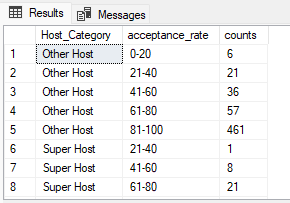 Results Messages
Host_Category acceptance_rate counts
1 Other Host 0-20 6
2 Other Host 21-40 21
3 Other Host 41-60 36
4 Other Host 61-80 57
5 Other Host 81-100 461
6 Super Host 21-40 1
7 Super Host 41-60 8
8 Super Host 61-80 21